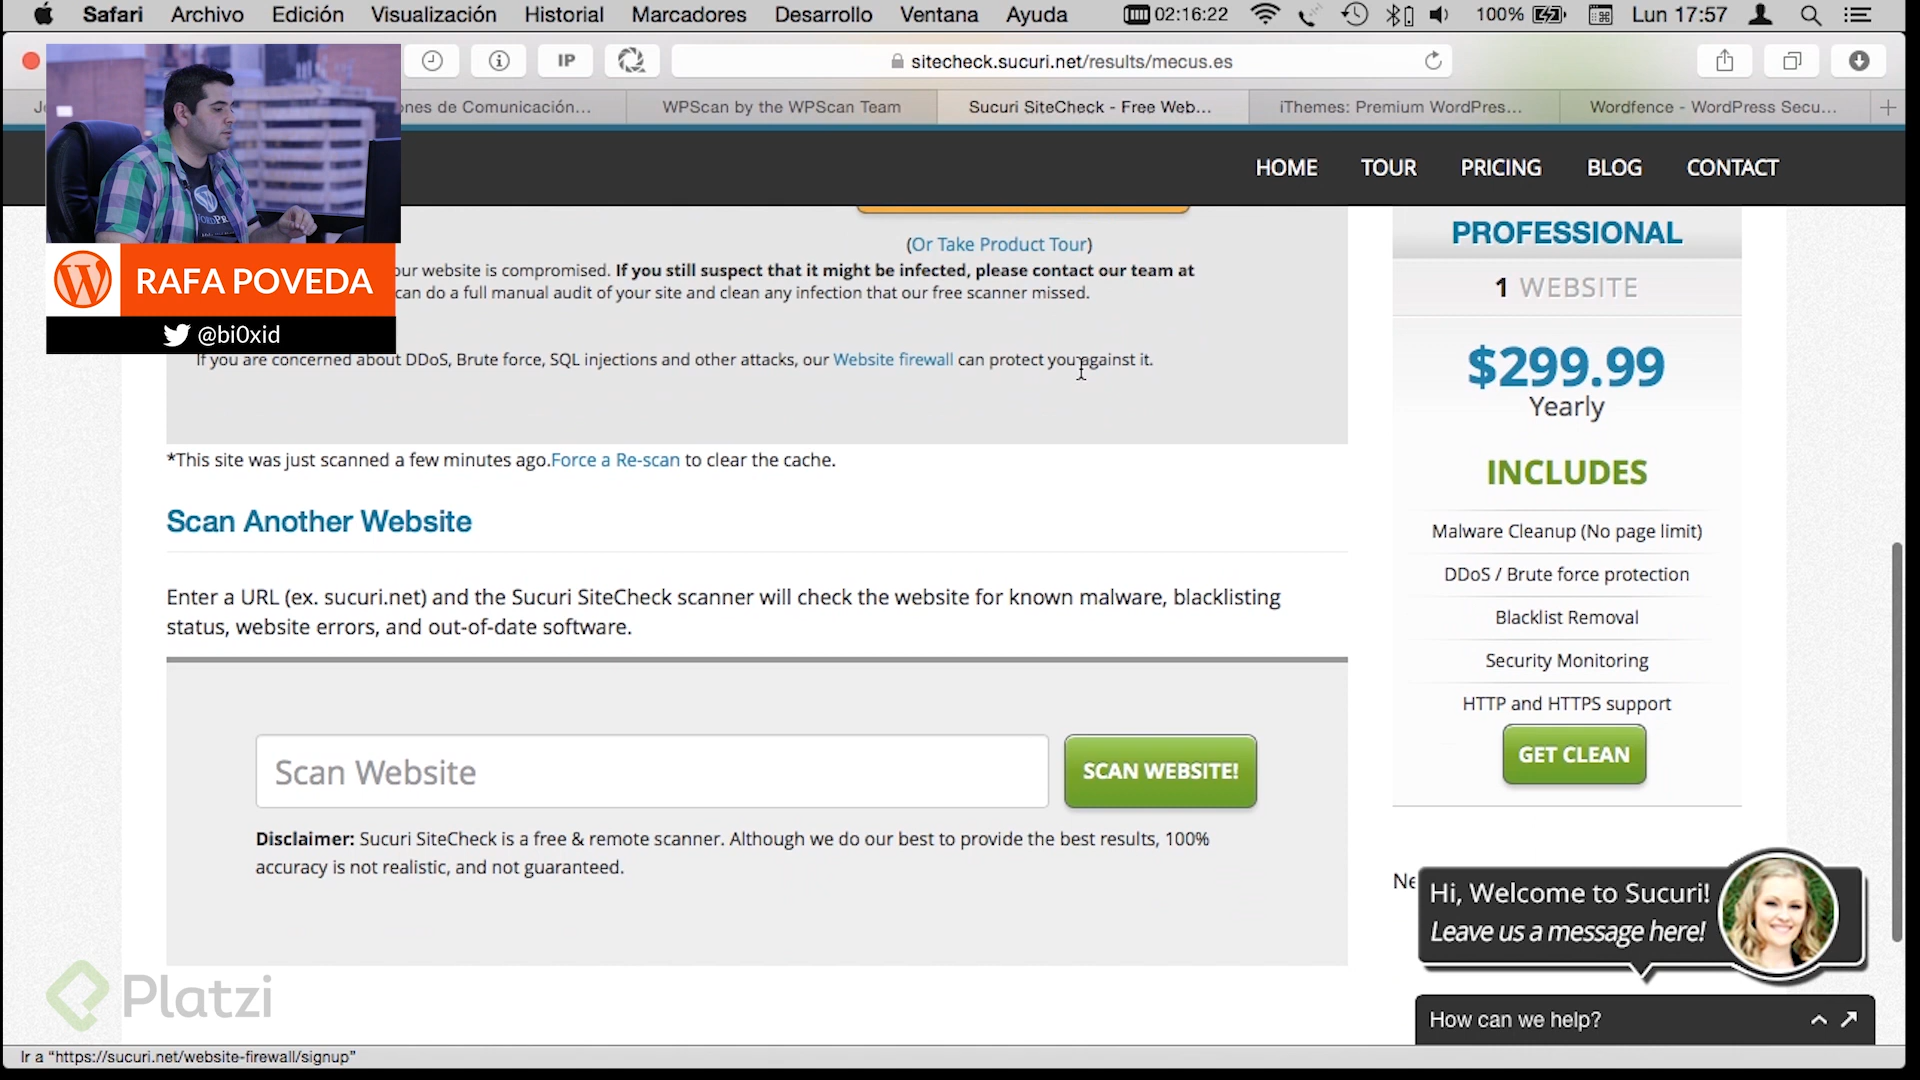 Safari Archivo Edición Visualización Historial Marcadores Desarrollo Ventana Ayuda 02:16:22 100% Lun 17:57
IP sitecheck.sucuri.net/results/mecus.es
ones de Comunicación... WPScan by the WPScan Team Sucuri SiteCheck - Free Web... iThemes: Premium WordPres... Wordfence - WordPress Secu...
HOME TOUR PRICING BLOG CONTACT
RAFA POVEDA
@bi0xid
(Or Take Product Tour)
our website is compromised. If you still suspect that it might be infected, please contact our team at
can do a full manual audit of your site and clean any infection that our free scanner missed.
If you are concerned about DDoS, Brute force, SQL injections and other attacks, our Website firewall can protect you against it.
*This site was just scanned a few minutes ago.Force a Re-scan to clear the cache.
Scan Another Website
Enter a URL (ex. sucuri.net) and the Sucuri SiteCheck scanner will check the website for known malware, blacklisting
status, website errors, and out-of-date software.
Scan Website
SCAN WEBSITE!
Disclaimer: Sucuri SiteCheck is a free & remote scanner. Although we do our best to provide the best results, 100%
accuracy is not realistic, and not guaranteed.
PROFESSIONAL
1 WEBSITE
$299.99
Yearly
INCLUDES
Malware Cleanup (No page limit)
DDoS / Brute force protection
Blacklist Removal
Security Monitoring
HTTP and HTTPS support
GET CLEAN
Ne
Hi, Welcome to Sucuri!
Leave us a message here!
How can we help?
Platzi
Ir a “https://sucuri.net/website-firewall/signup”